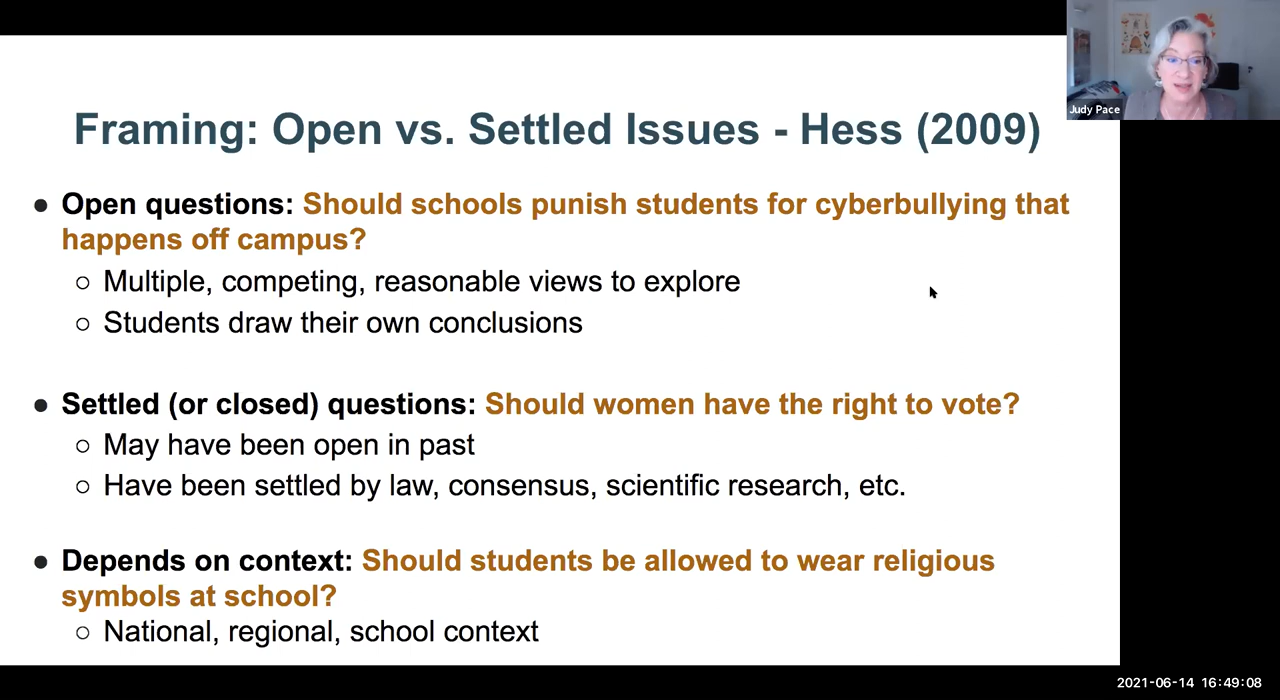 Framing: Open vs. Settled Issues - Hess (2009)
Judy Pace
● Open questions: Should schools punish students for cyberbullying that
happens off campus?
○ Multiple, competing, reasonable views to explore
○ Students draw their own conclusions
● Settled (or closed) questions: Should women have the right to vote?
○ May have been open in past
○ Have been settled by law, consensus, scientific research, etc.
● Depends on context: Should students be allowed to wear religious
symbols at school?
○ National, regional, school context
2021-06-14 16:49:08